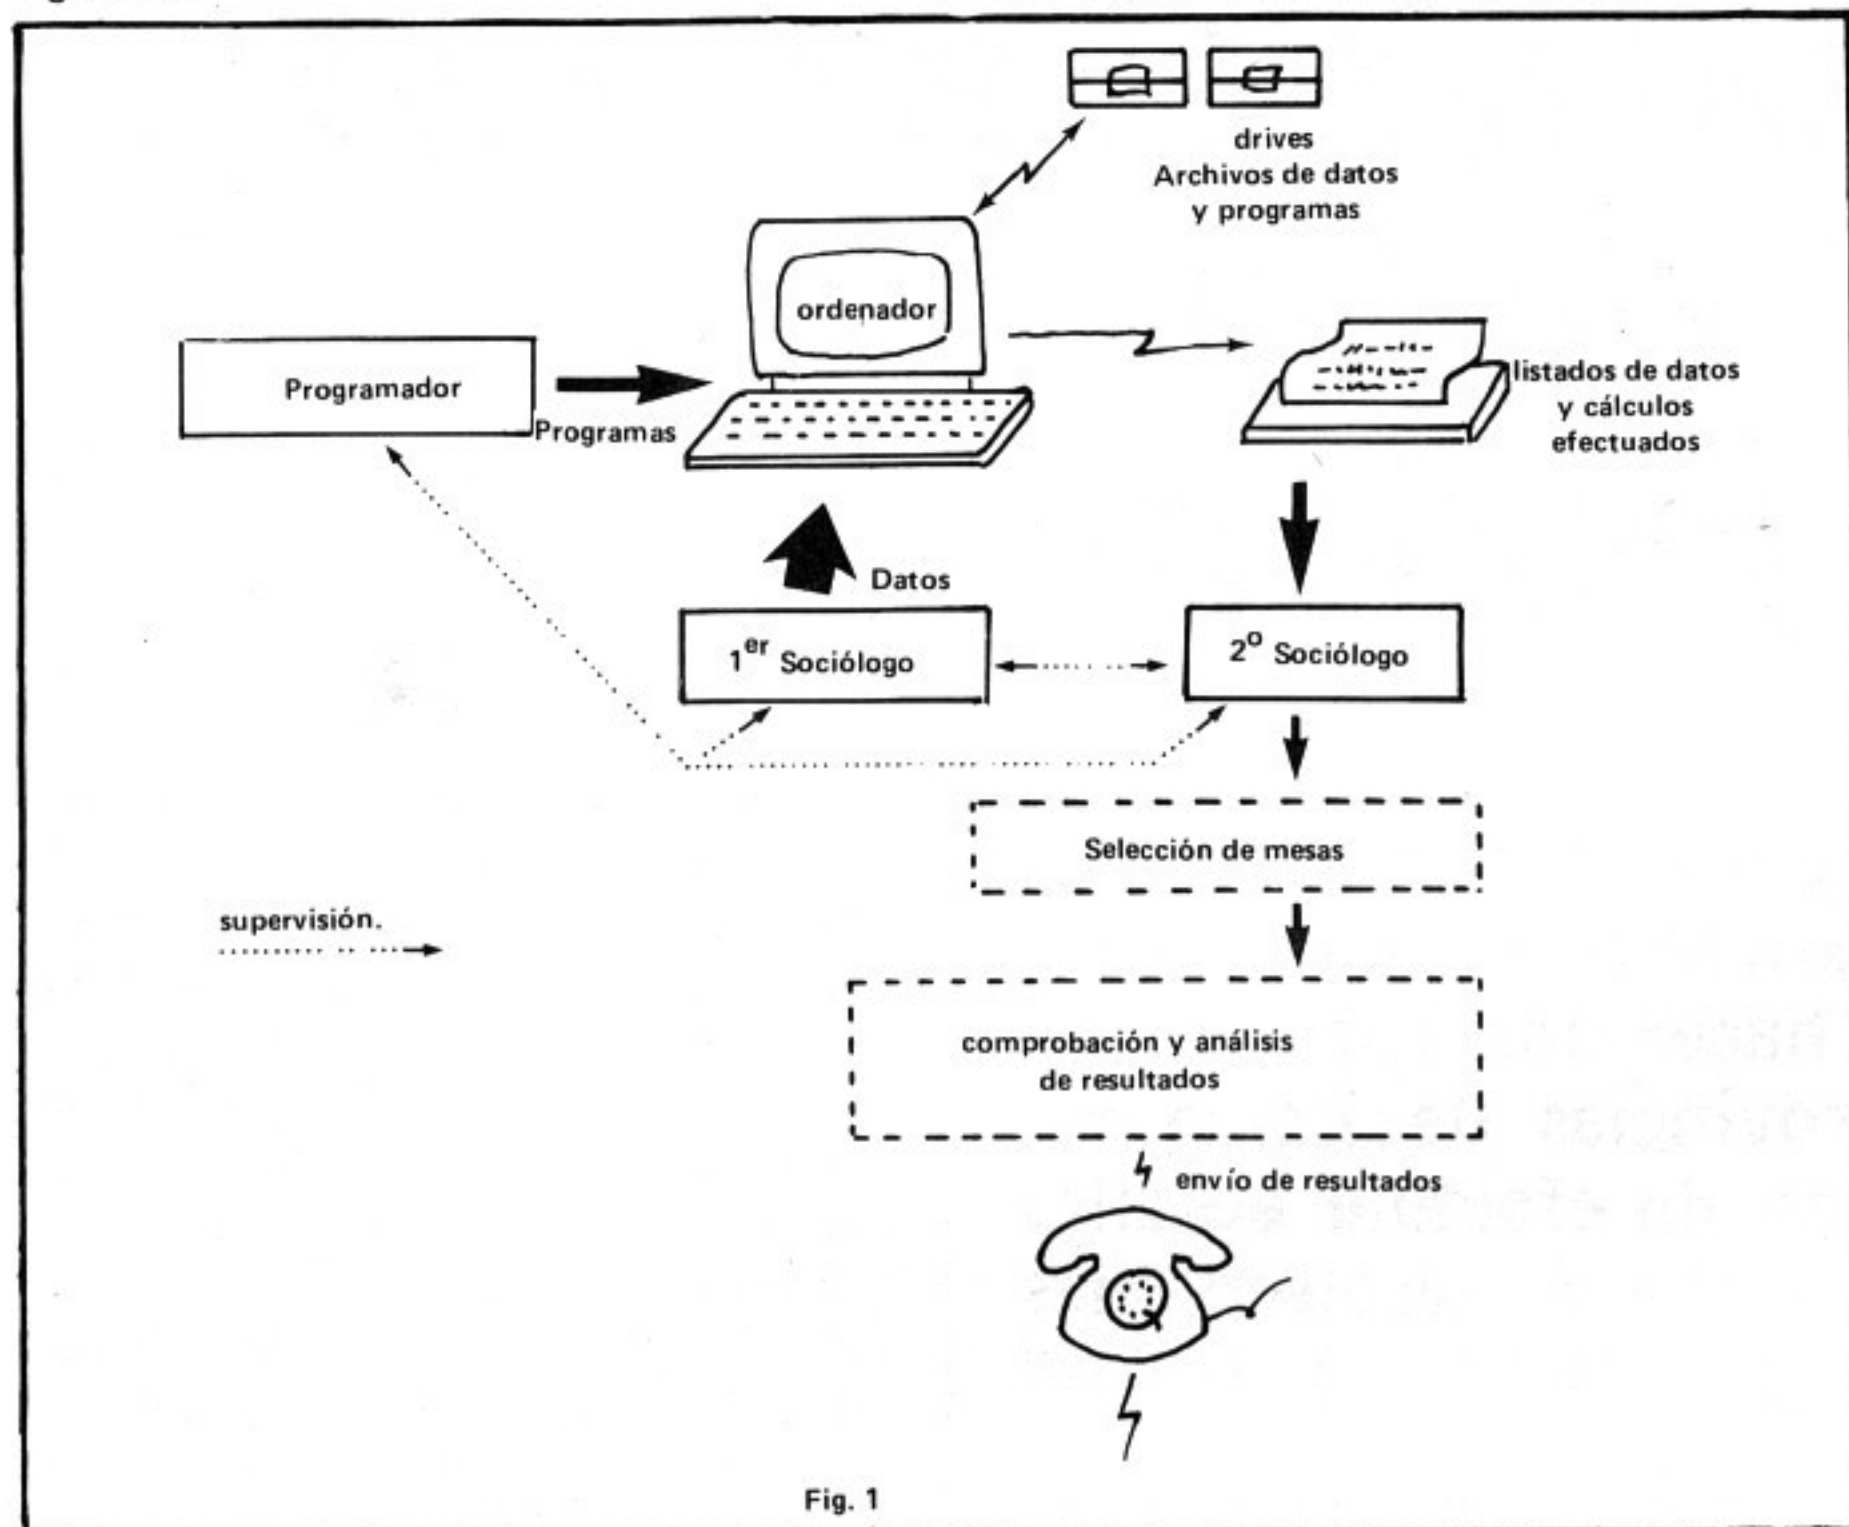 drives
Archivos de datos
y programas
ordenador
Programador
Programas
listados de datos
y cálculos
efectuados
Datos
1er Sociólogo
2o Sociólogo
Selección de mesas
supervisión.
comprobación y análisis
de resultados
envío de resultados
Fig. 1